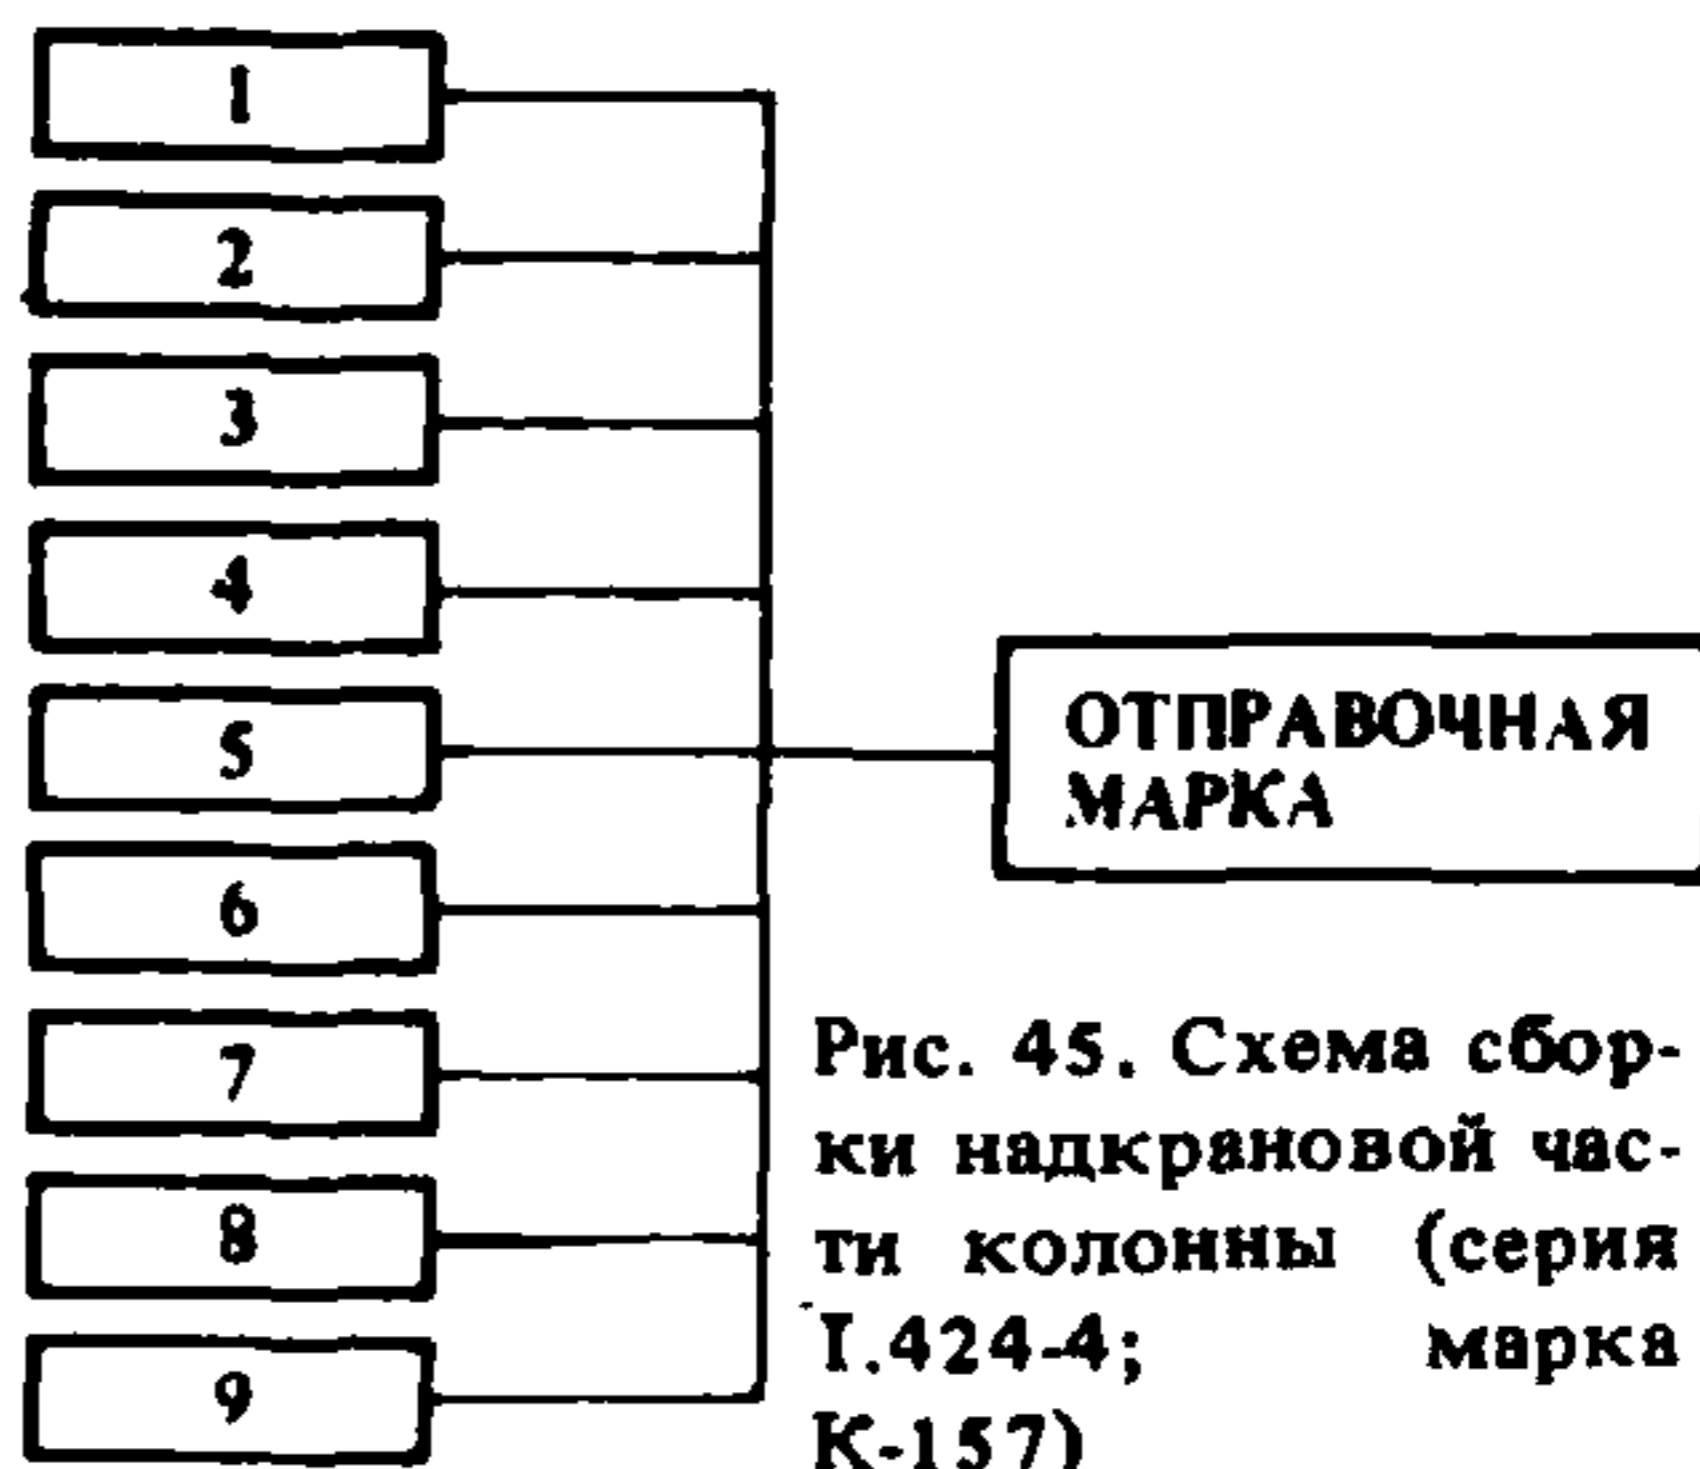 1
2
3
4
5
6
7
8
9
ОТПРАВОЧНАЯ
МАРКА
Рис. 45. Схема сбор-
ки надкрановой час-
ти колонны (серия
I.424-4; марка
К-157)